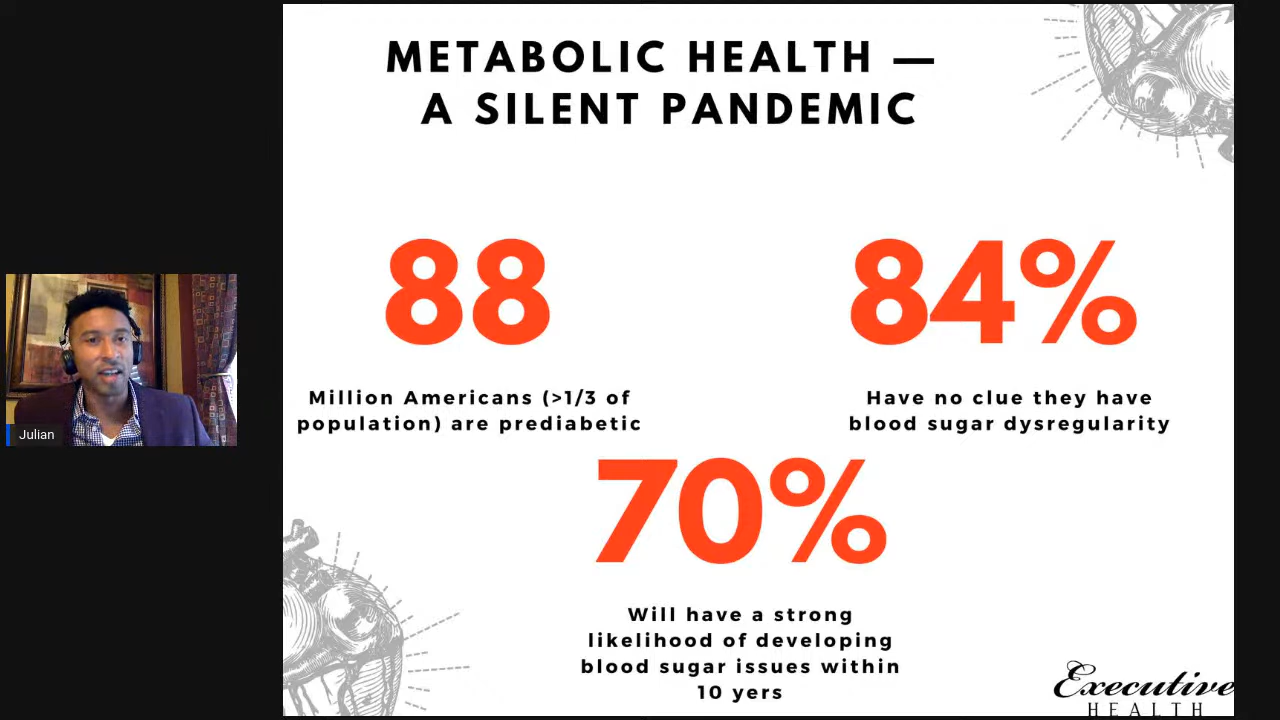 METABOLIC HEALTH —
A SILENT PANDEMIC
88
Million Americans (>1/3 of
population) are prediabetic
84%
Have no clue they have
blood sugar dysregularity
70%
Will have a strong
likelihood of developing
blood sugar issues within
10 yers
Julian
Executive
HEALTH